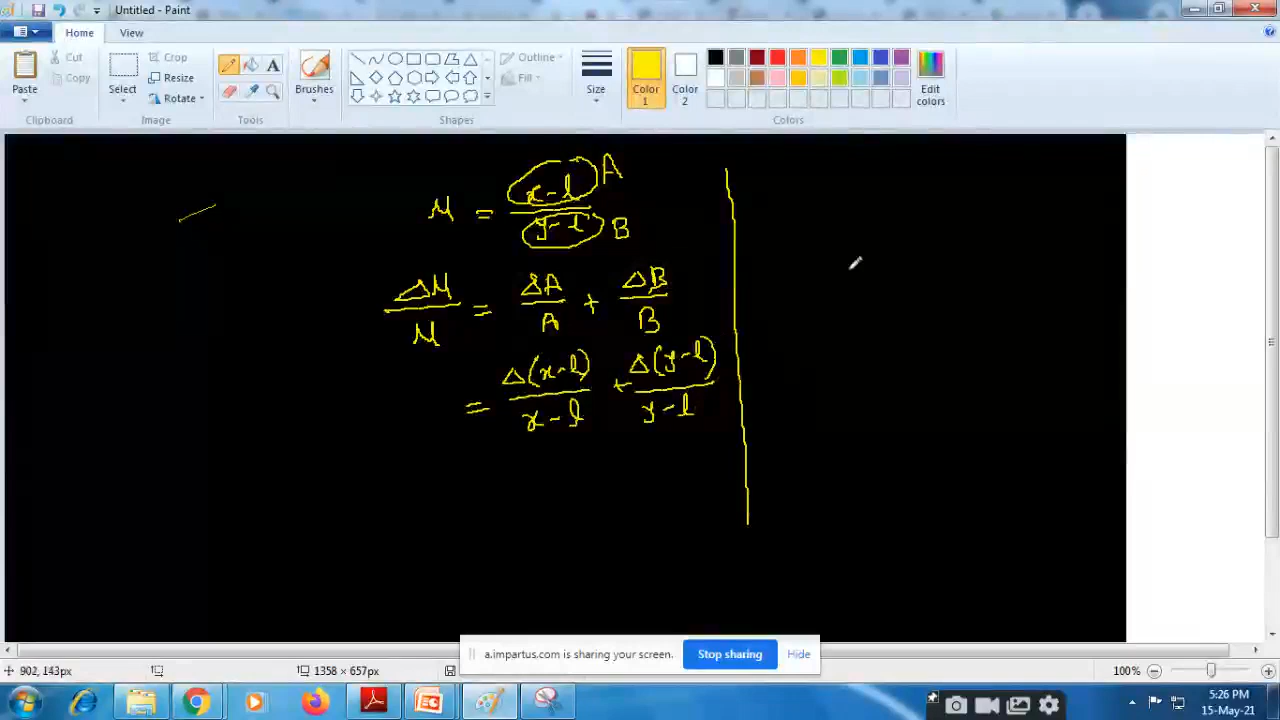 Untitled - Paint
Home View
Paste
Cut
Copy
Clipboard
Select
Crop
Resize
Rotate
Image
A
Tools
Brushes
Outline
Fill
Shapes
Size
Color 1
Color 2
Edit colors
Colors
M = (x-l)/(y-l)
A
B
ΔM/M = ΔA/A + ΔB/B
= Δ(x-l)/(x-l) + Δ(y-l)/(y-l)
a.impartus.com is sharing your screen. Stop sharing Hide
902, 143px 1358 × 657px 100%
5:26 PM
15-May-21